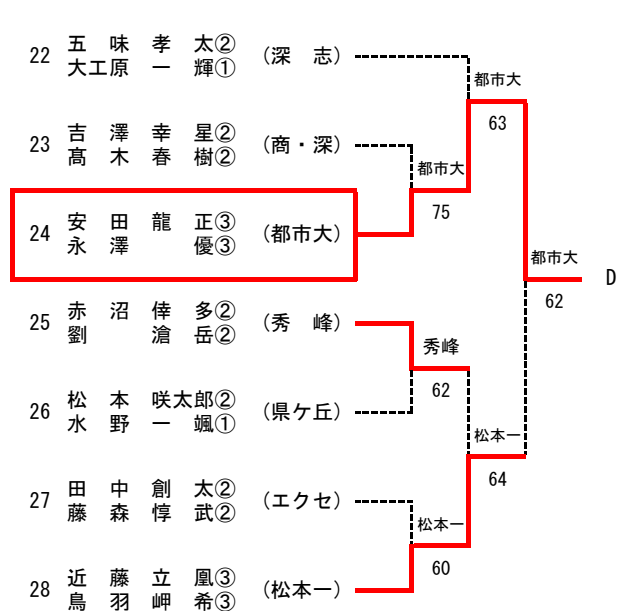 22 五味孝太② (深志)
大工原一輝①
都市大
63
23 吉澤幸星② (商・深)
髙木春樹②
都市大
75
24 安田龍正③ (都市大)
永澤優③
都市大 D
62
25 赤沼倖多② (秀峰)
劉滄岳②
秀峰
62
26 松本咲太郎② (県ケ丘)
水野一颯①
松本一
64
27 田中創太② (エクセ)
藤森惇武②
松本一
60
28 近藤立凰③ (松本一)
鳥羽岬希③